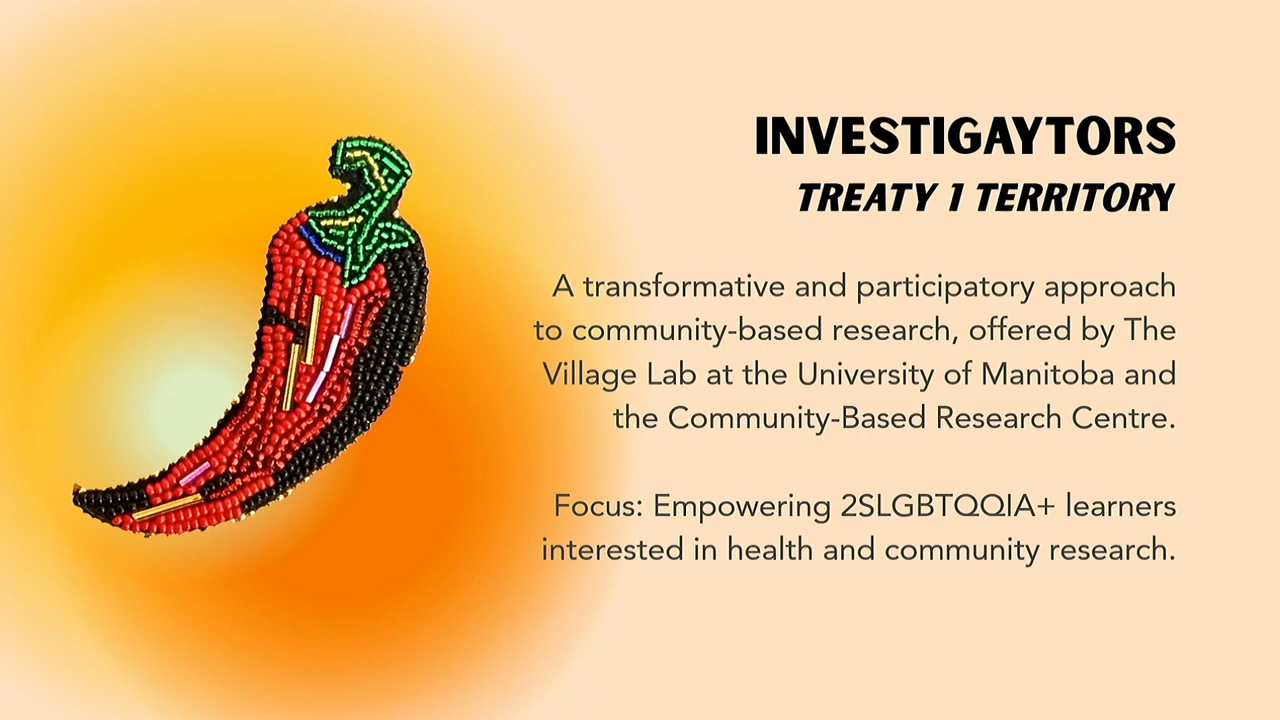 INVESTIGAYTORS
TREATY 1 TERRITORY
A transformative and participatory approach
to community-based research, offered by The
Village Lab at the University of Manitoba and
the Community-Based Research Centre.
Focus: Empowering 2SLGBTQQIA+ learners
interested in health and community research.